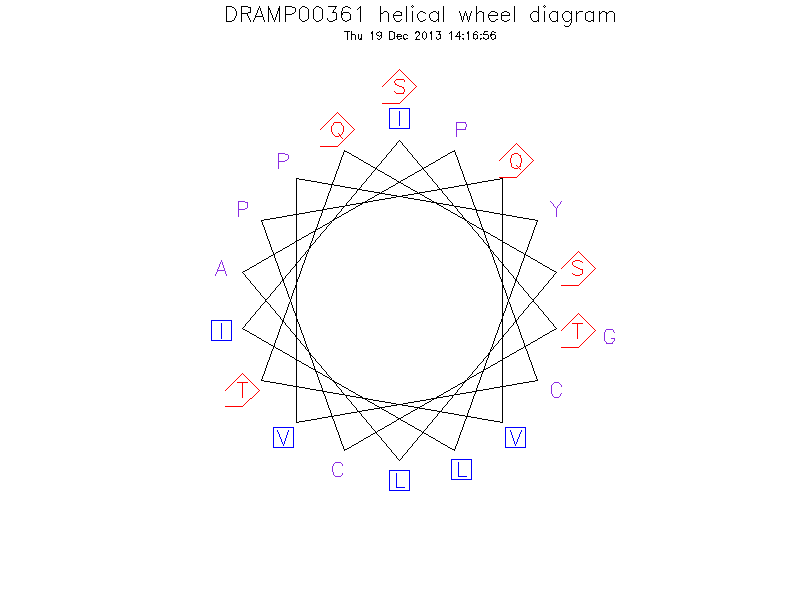 DRAMP00361 helical wheel diagram
Thu 19 Dec 2013 14:16:56
S
I
Q P
P Q
P Y
A S
I T G
T C
V V
C L
L